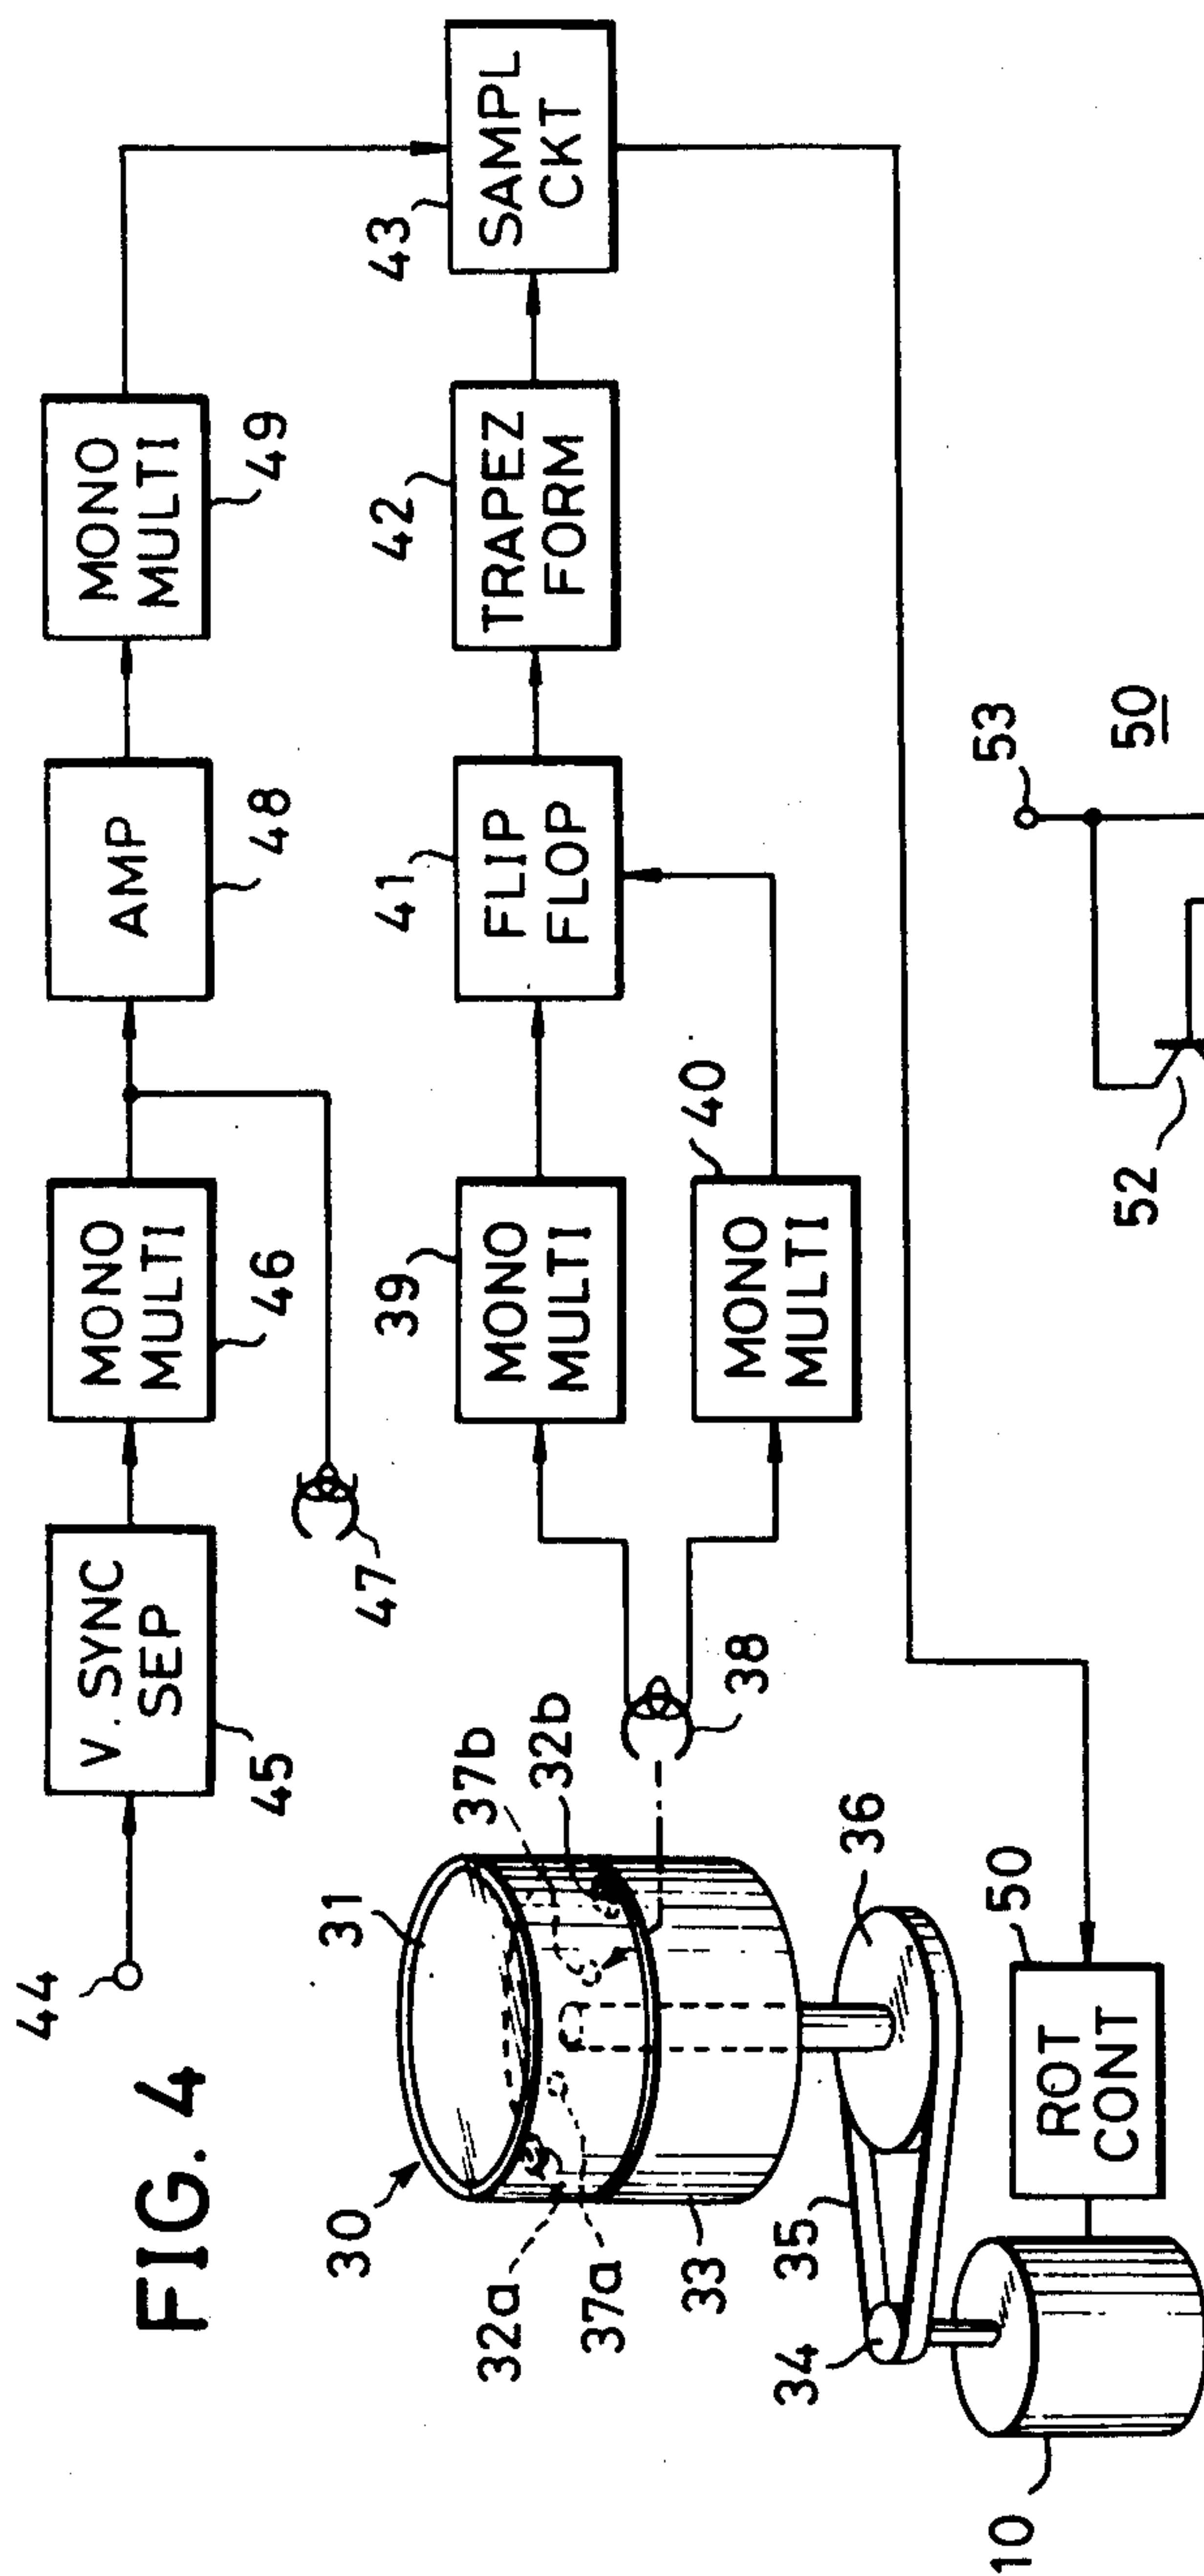 FIG. 4
44
V. SYNC
SEP
45
MONO
MULTI
46
47
AMP
48
MONO
MULTI
49
30
31
32a
37a
37b
32b
33
38
39
MONO
MULTI
40
MONO
MULTI
41
FLIP
FLOP
42
TRAPEZ
FORM
43
SAMPL
CKT
34
35
36
10
50
ROT
CONT
52
53
50